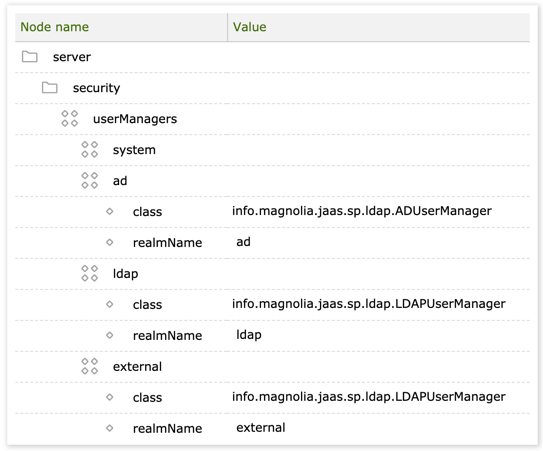 Node name Value
server
security
userManagers
system
ad
class info.magnolia.jaas.sp.ldap.ADUserManager
realmName ad
ldap
class info.magnolia.jaas.sp.ldap.LDAPUserManager
realmName ldap
external
class info.magnolia.jaas.sp.ldap.LDAPUserManager
realmName external